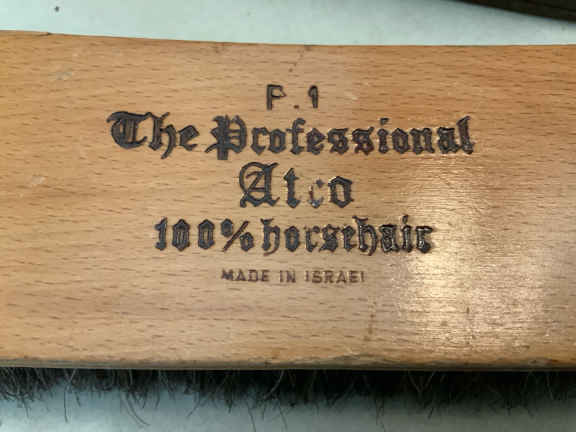 P.1
The Professional
Atco
100% horsehair
MADE IN ISRAEL